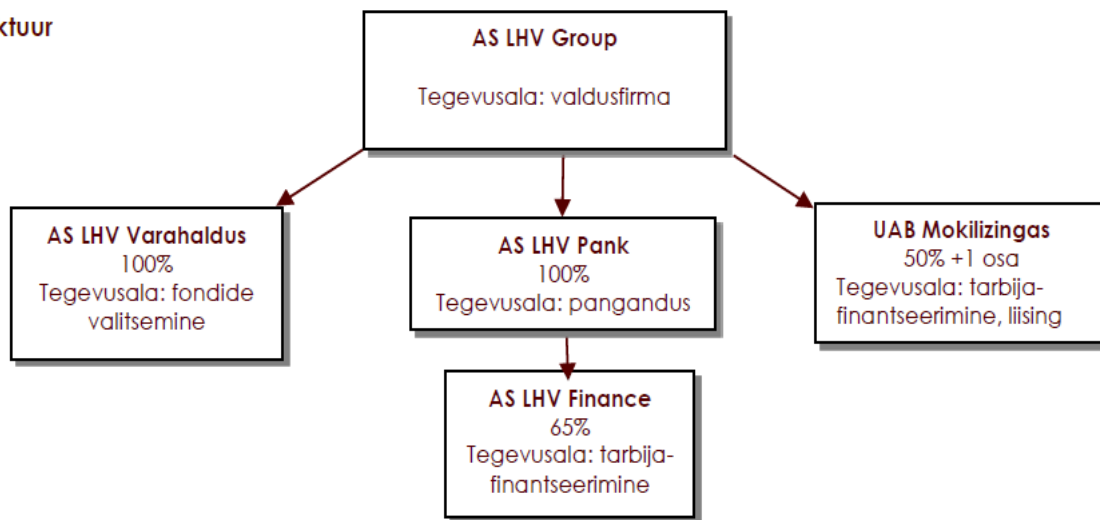 AS LHV Group
Tegevusala: valdusfirma
AS LHV Varahaldus
100%
Tegevusala: fondide
valitsemine
AS LHV Pank
100%
Tegevusala: pangandus
UAB Mokilizingas
50% +1 osa
Tegevusala: tarbija-
finantseerimine, liising
AS LHV Finance
65%
Tegevusala: tarbija-
finantseerimine